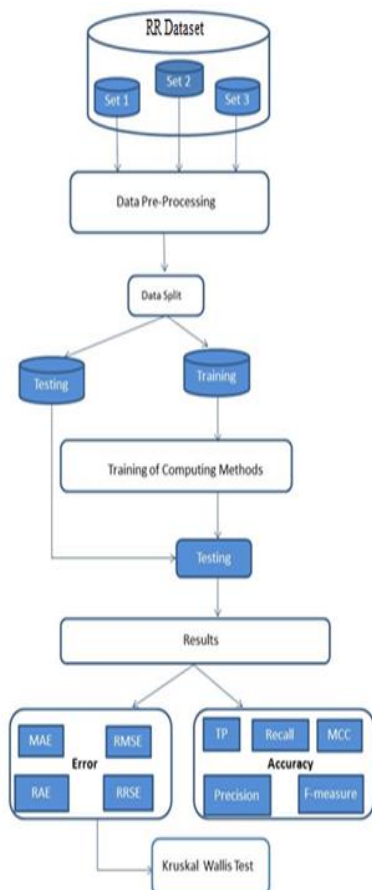 RR Dataset
Set 1
Set 2
Set 3
Data Pre-Processing
Data Split
Testing
Training
Training of Computing Methods
Testing
Results
MAE
RMSE
Error
RAE
RRSE
TP
Recall
MCC
Accuracy
Precision
F-measure
Kruskal Wallis Test